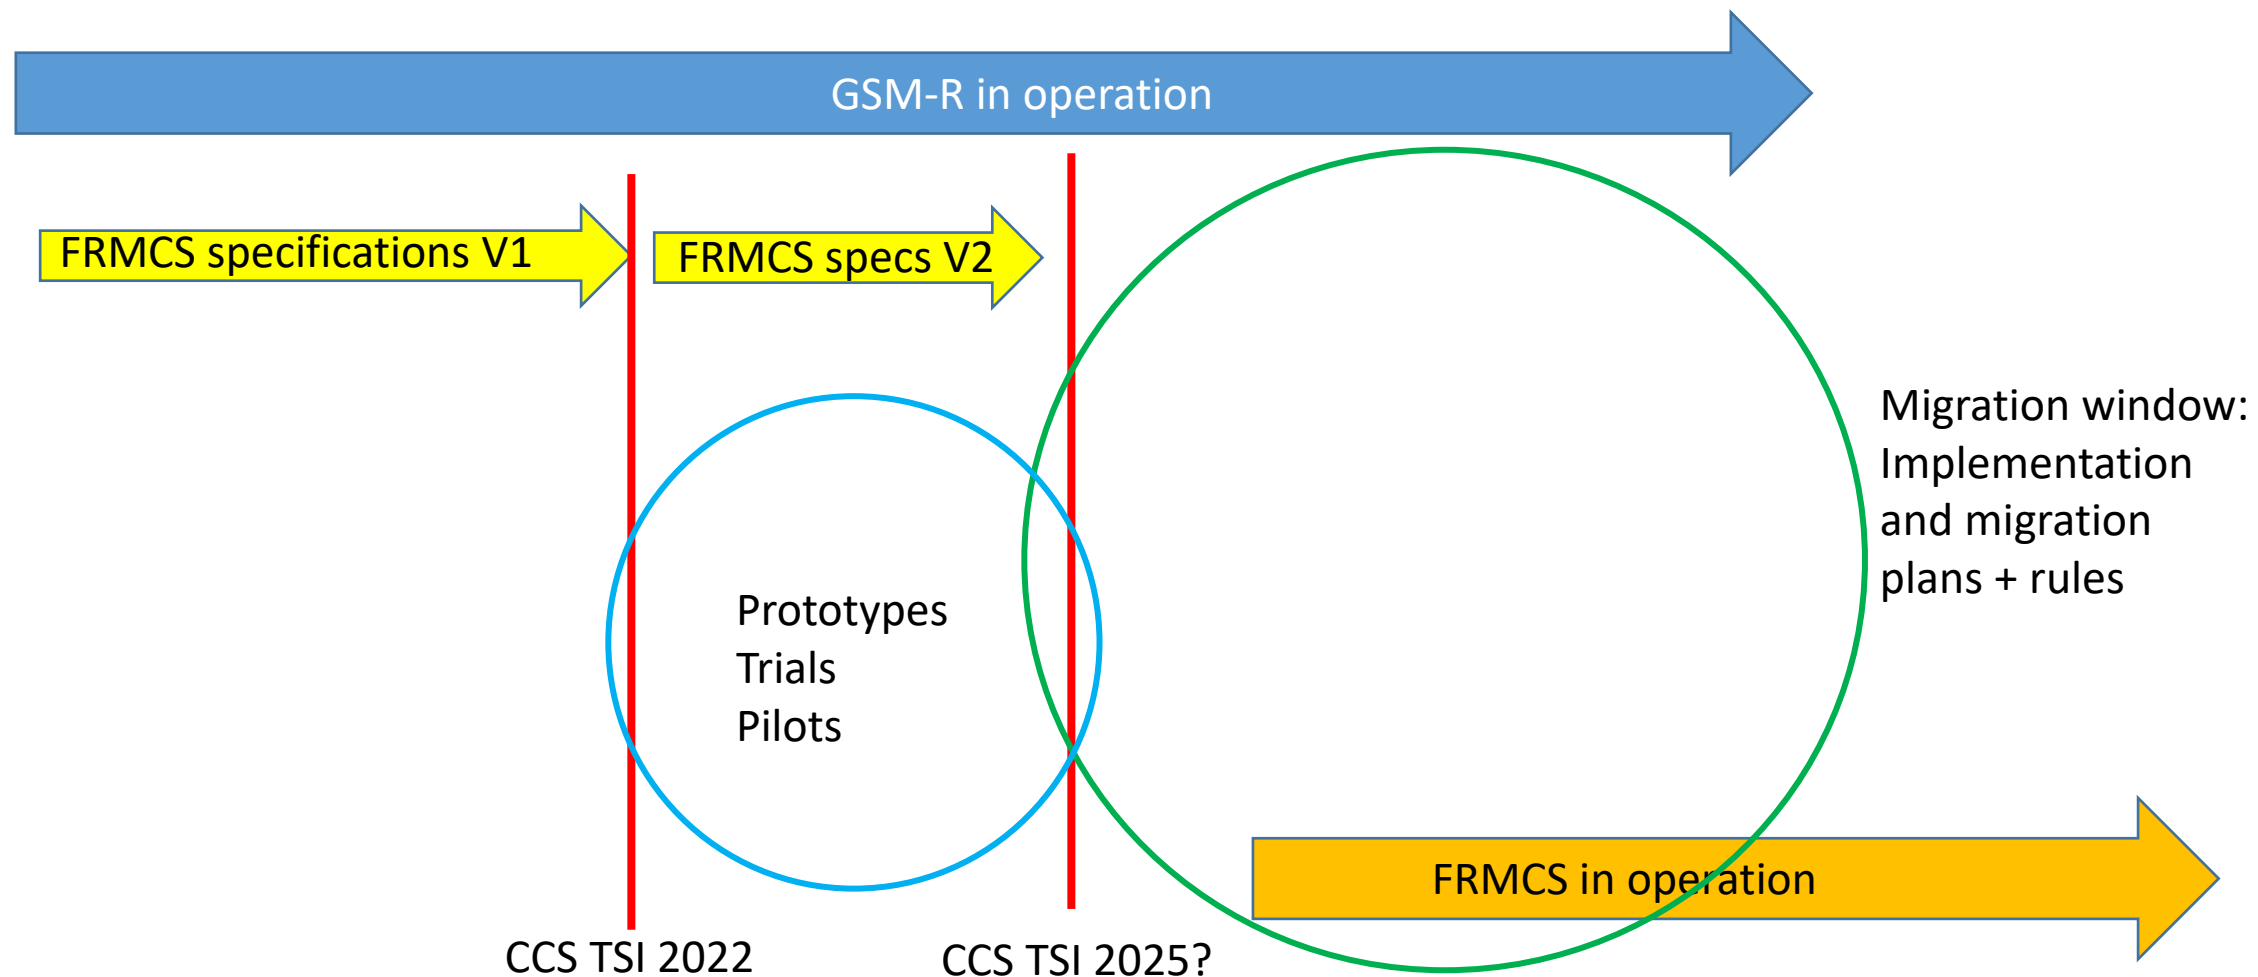 GSM-R in operation
FRMCS specifications V1
FRMCS specs V2
Migration window:
Implementation
and migration
plans + rules
Prototypes
Trials
Pilots
FRMCS in operation
CCS TSI 2022
CCS TSI 2025?